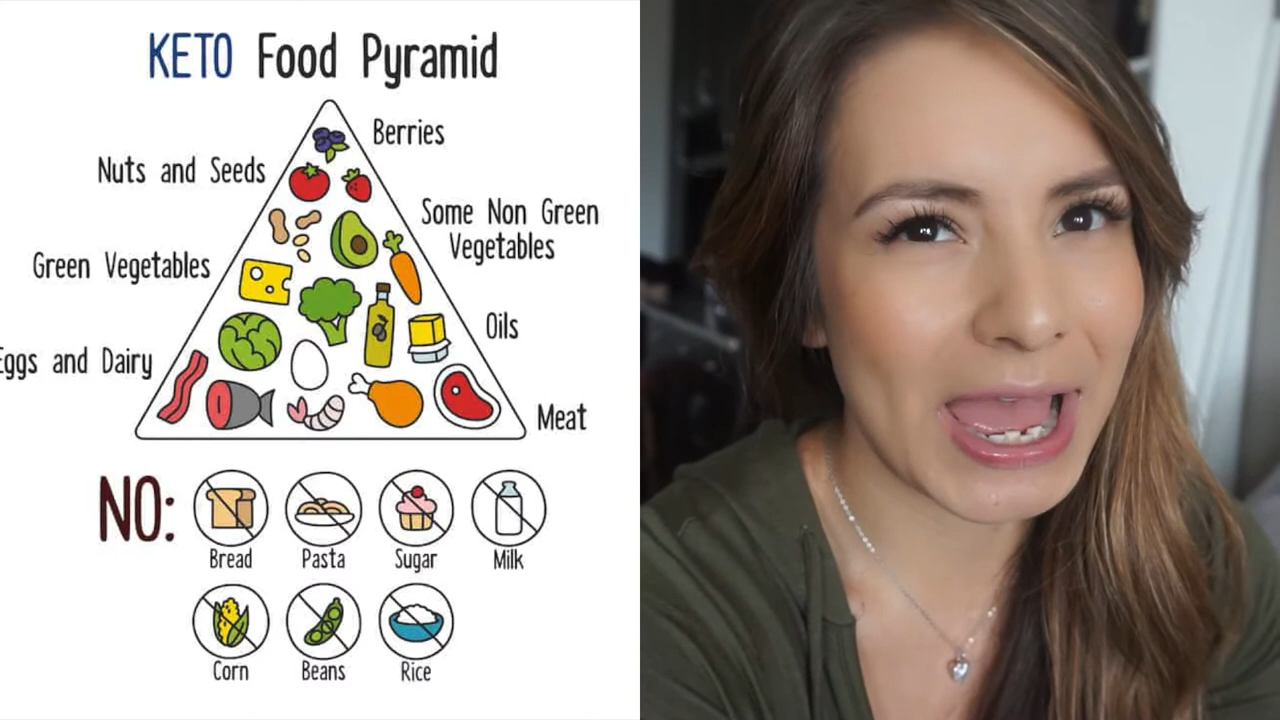 KETO Food Pyramid
Berries
Nuts and Seeds
Some Non Green
Vegetables
Green Vegetables
Oils
Eggs and Dairy
Meat
NO:
Bread
Pasta
Sugar
Milk
Corn
Beans
Rice